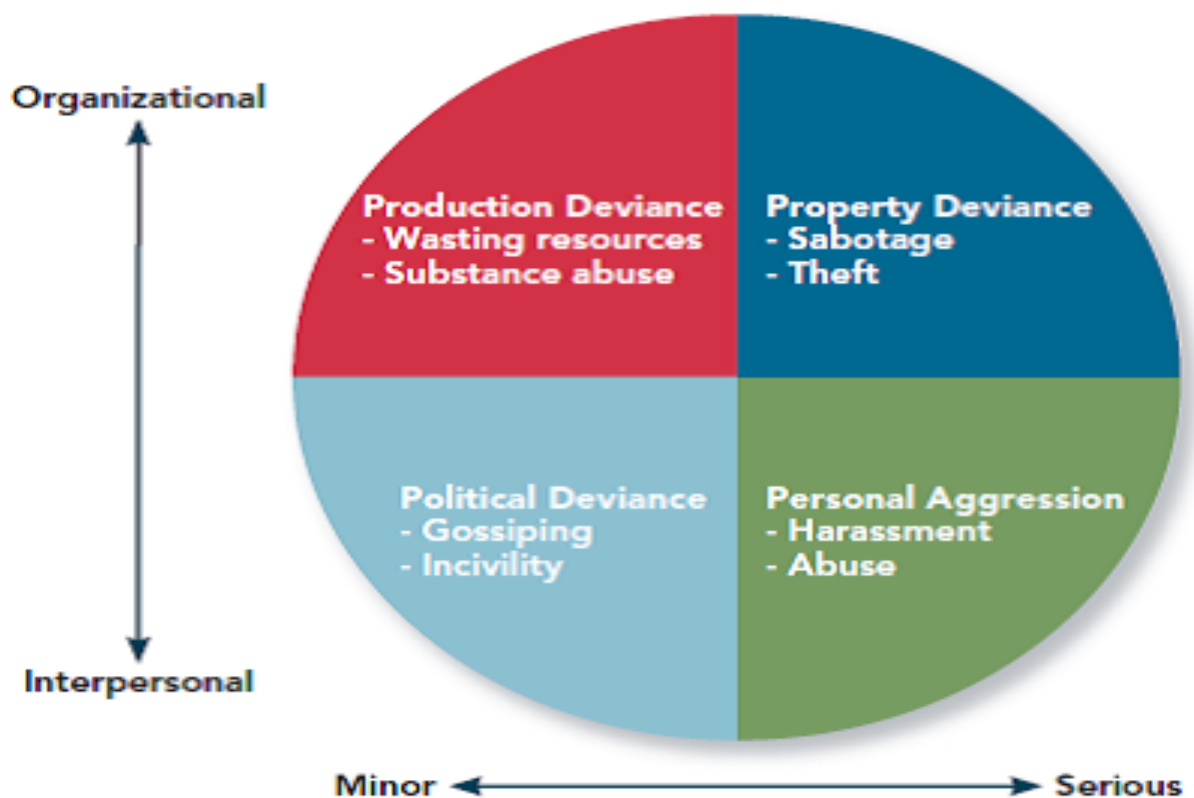 Organizational
Production Deviance
- Wasting resources
- Substance abuse
Property Deviance
- Sabotage
- Theft
Political Deviance
- Gossiping
- Incivility
Personal Aggression
- Harassment
- Abuse
Interpersonal
Minor
Serious